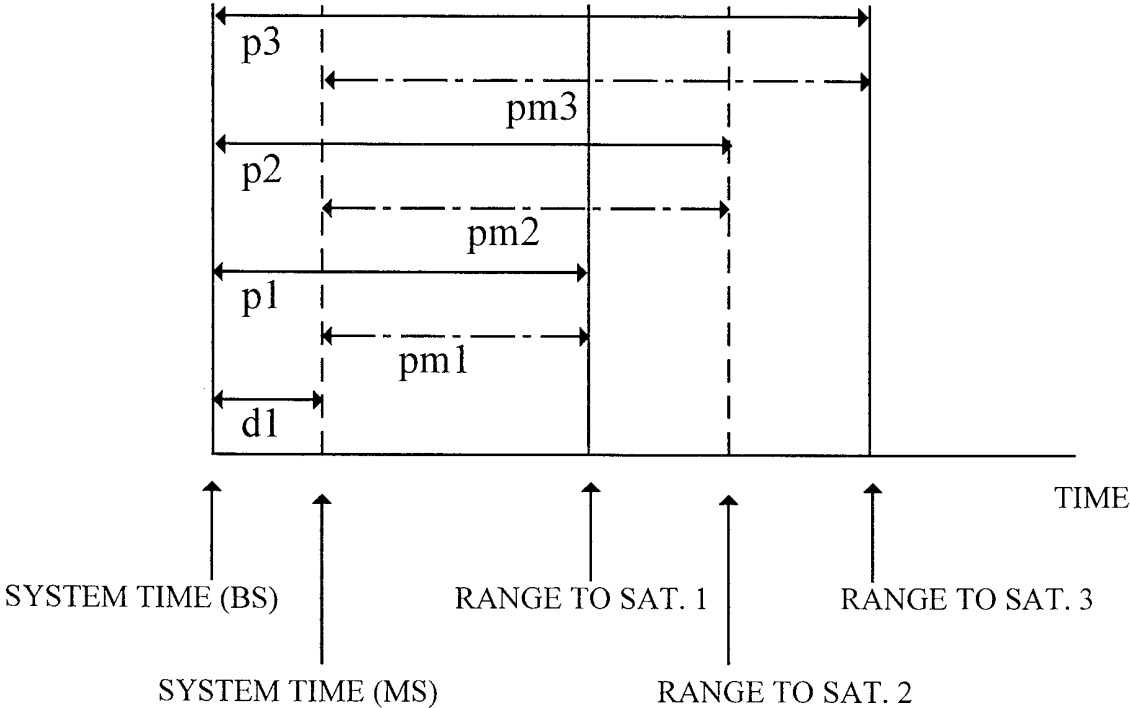 p3
pm3
p2
pm2
p1
pm1
d1
TIME
SYSTEM TIME (BS)
RANGE TO SAT. 1
RANGE TO SAT. 3
SYSTEM TIME (MS)
RANGE TO SAT. 2